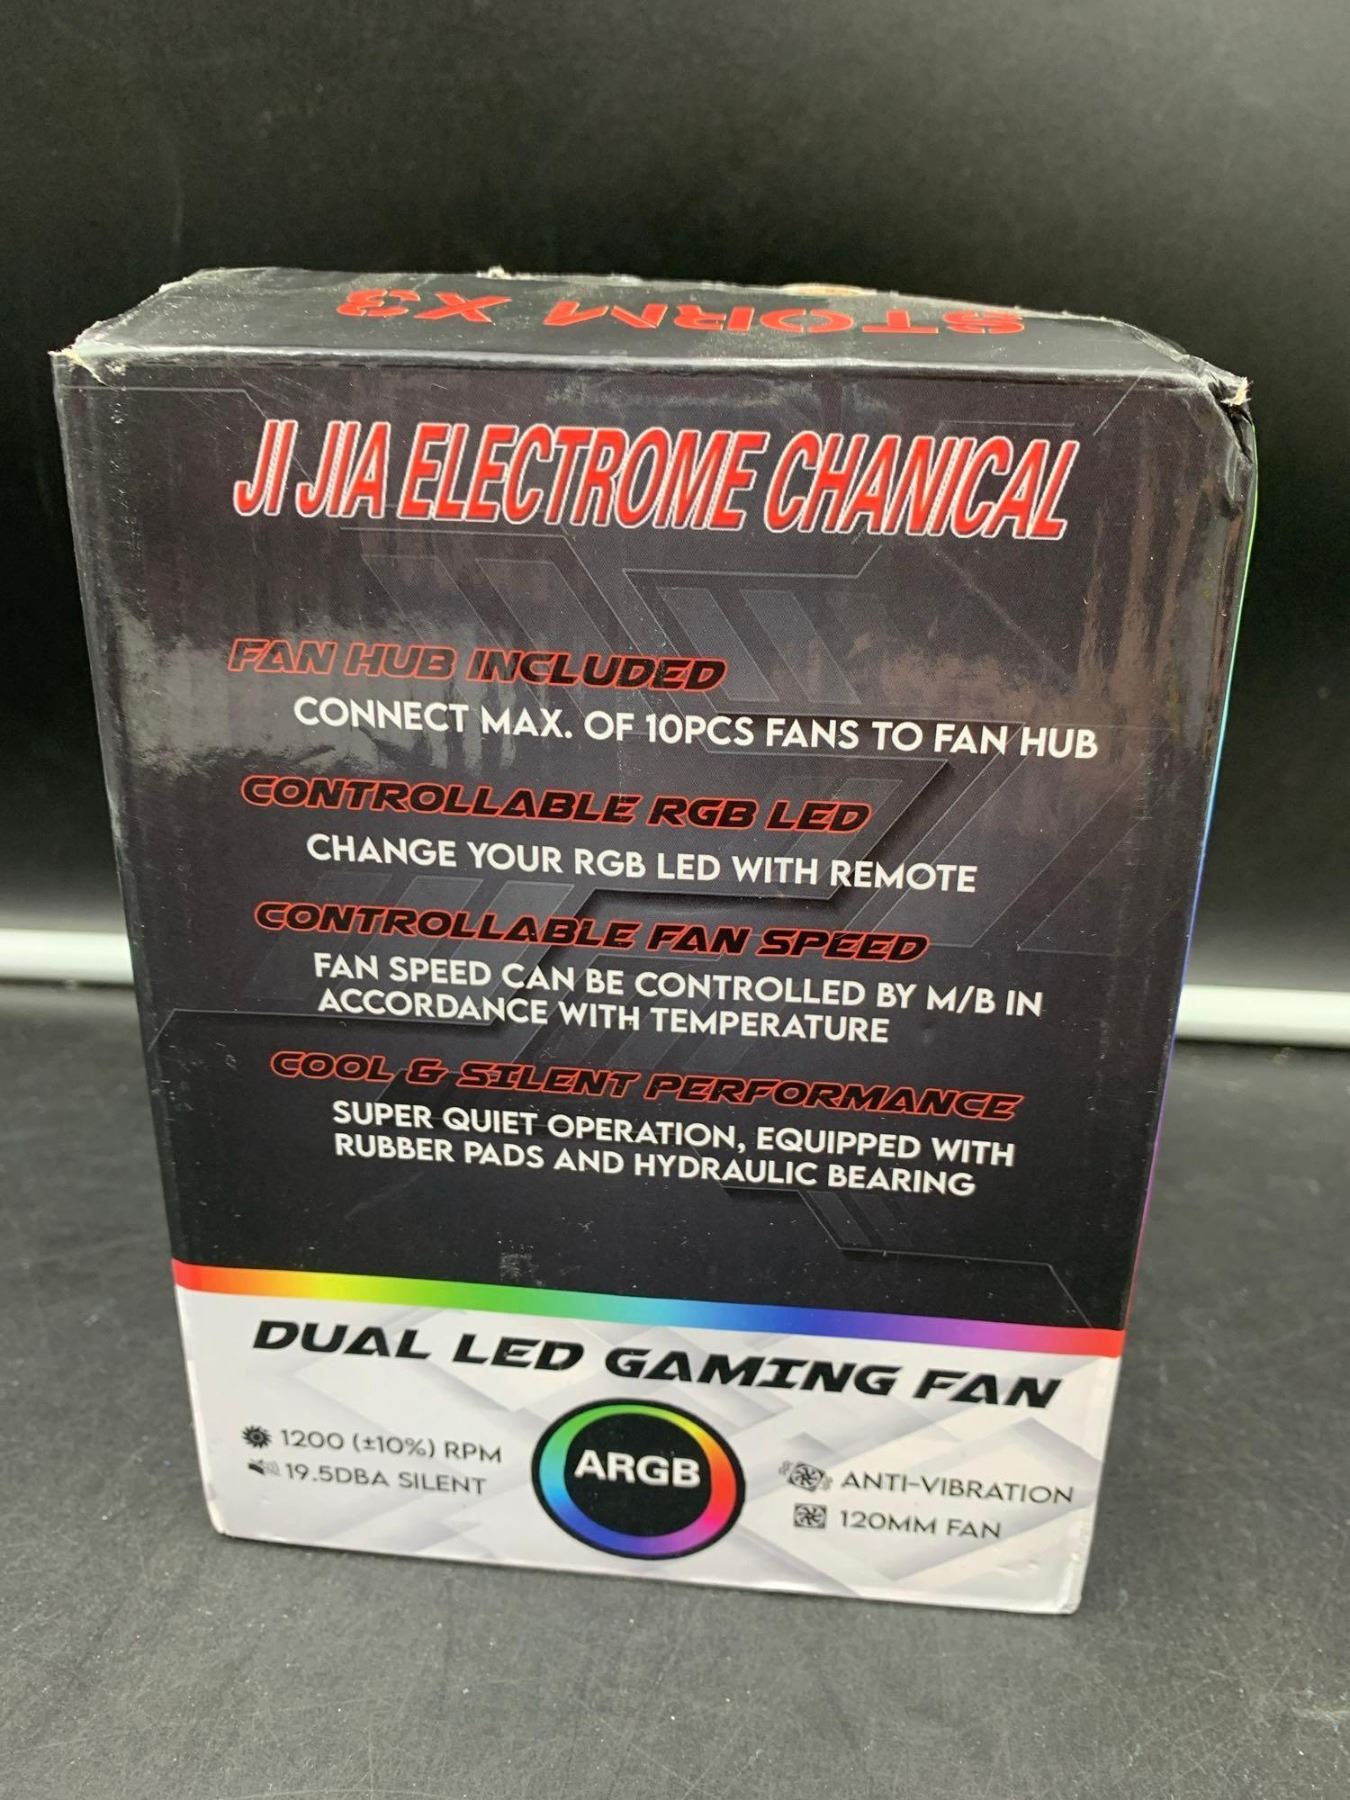 STORM X3
JI JIA ELECTROME CHANICAL
FAN HUB INCLUDED
CONNECT MAX. OF 10PCS FANS TO FAN HUB
CONTROLLABLE RGB LED
CHANGE YOUR RGB LED WITH REMOTE
CONTROLLABLE FAN SPEED
FAN SPEED CAN BE CONTROLLED BY M/B IN
ACCORDANCE WITH TEMPERATURE
COOL & SILENT PERFORMANCE
SUPER QUIET OPERATION, EQUIPPED WITH
RUBBER PADS AND HYDRAULIC BEARING
DUAL LED GAMING FAN
1200 (±10%) RPM
19.5DBA SILENT
ARGB
ANTI-VIBRATION
120MM FAN